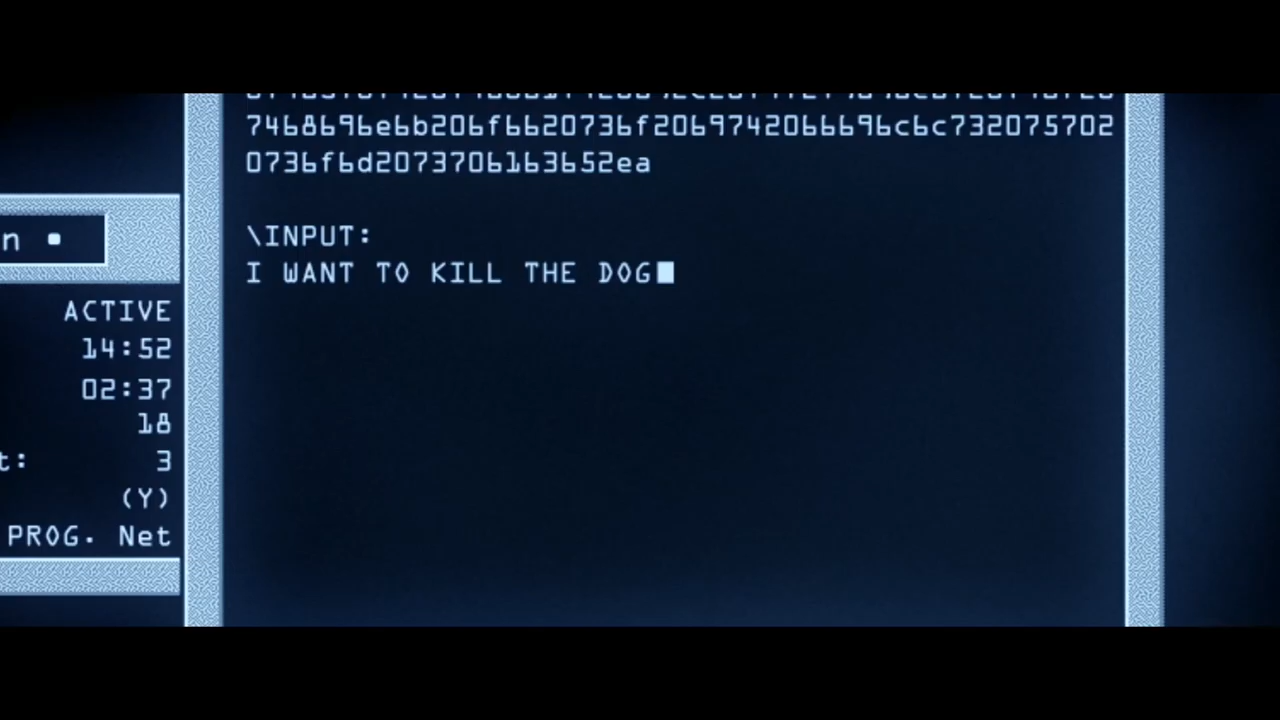 7468696e6b206f6620736f2069742066696c6c732075702
0736f6d2073706163652ea
\INPUT:
I WANT TO KILL THE DOG
n
ACTIVE
14:52
02:37
18
t: 3
(Y)
PROG. Net